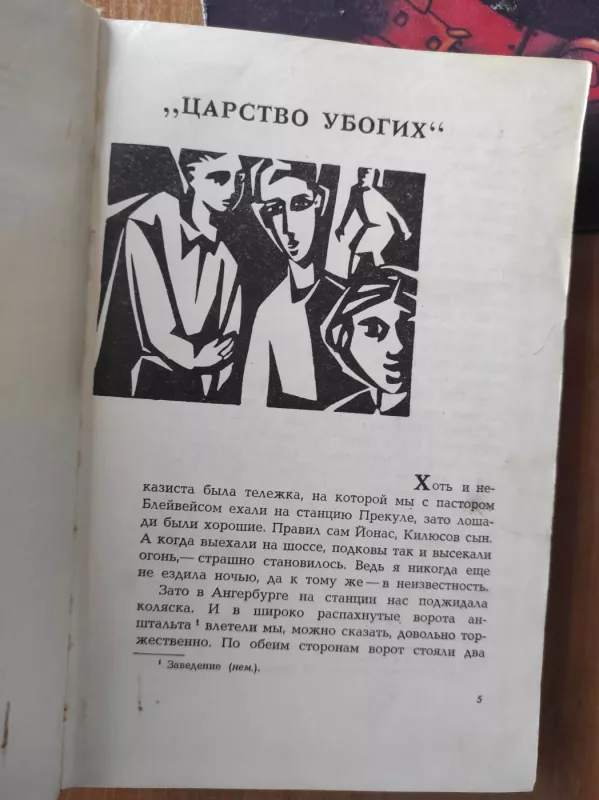 „ЦАРСТВО УБОГИХ“
Хоть и не-
казиста была тележка, на которой мы с пастором
Блейвейсом ехали на станцию Прекуле, зато лоша-
ди были хорошие. Правил сам Йонас, Килюсов сын.
А когда выехали на шоссе, подковы так и высекали
огонь,— страшно становилось. Ведь я никогда еще
не ездила ночью, да к тому же — в неизвестность.
Зато в Ангербурге на станции нас поджидала
коляска. И в широко распахнутые ворота ан-
штальта ¹ влетели мы, можно сказать, довольно тор-
жественно. По обеим сторонам ворот стояли два
¹ Заведение (нем.).
5